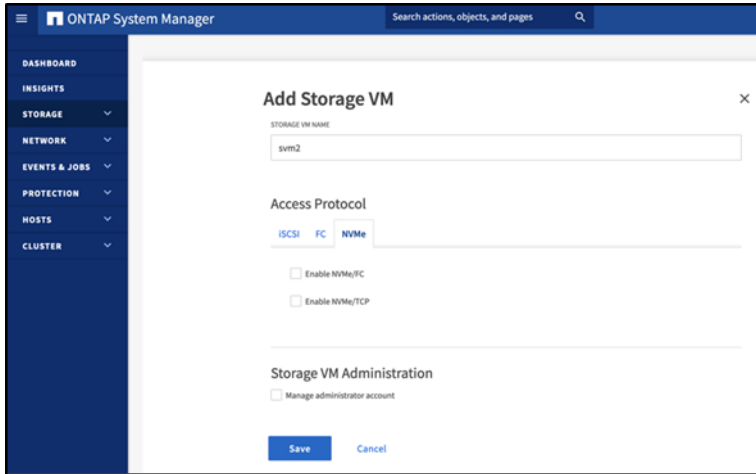 ONTAP System Manager
Search actions, objects, and pages
DASHBOARD
INSIGHTS
STORAGE
NETWORK
EVENTS & JOBS
PROTECTION
HOSTS
CLUSTER
Add Storage VM
STORAGE VM NAME
svm2
Access Protocol
iSCSI FC NVMe
Enable NVMe/FC
Enable NVMe/TCP
Storage VM Administration
Manage administrator account
Save Cancel